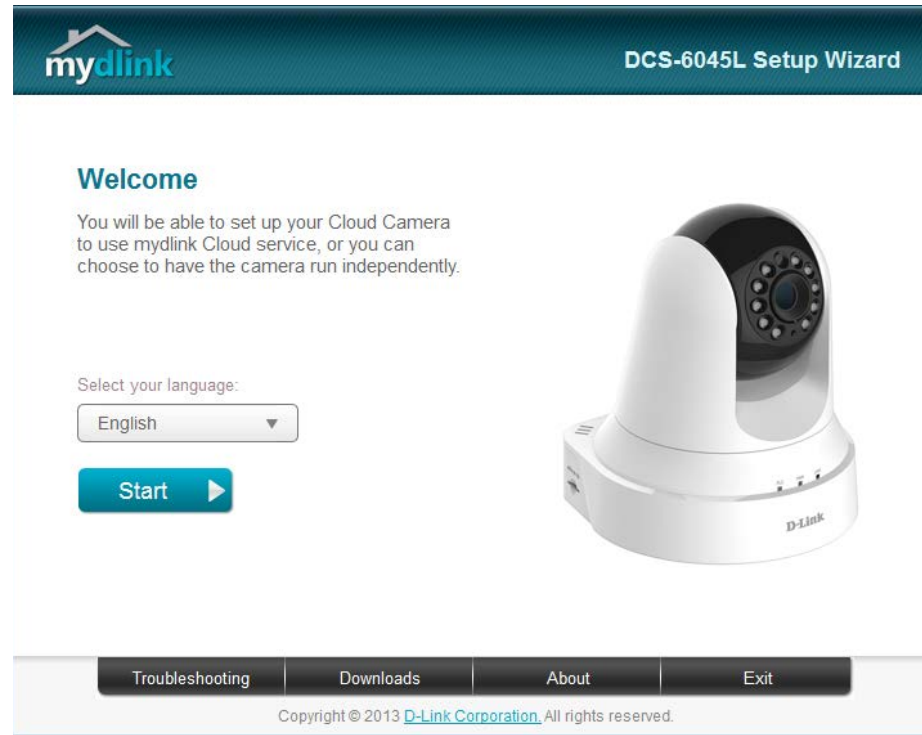 mydlink
DCS-6045L Setup Wizard
Welcome
You will be able to set up your Cloud Camera
to use mydlink Cloud service, or you can
choose to have the camera run independently.
Select your language:
English
Start
D-Link
Troubleshooting
Downloads
About
Exit
Copyright © 2013 D-Link Corporation. All rights reserved.